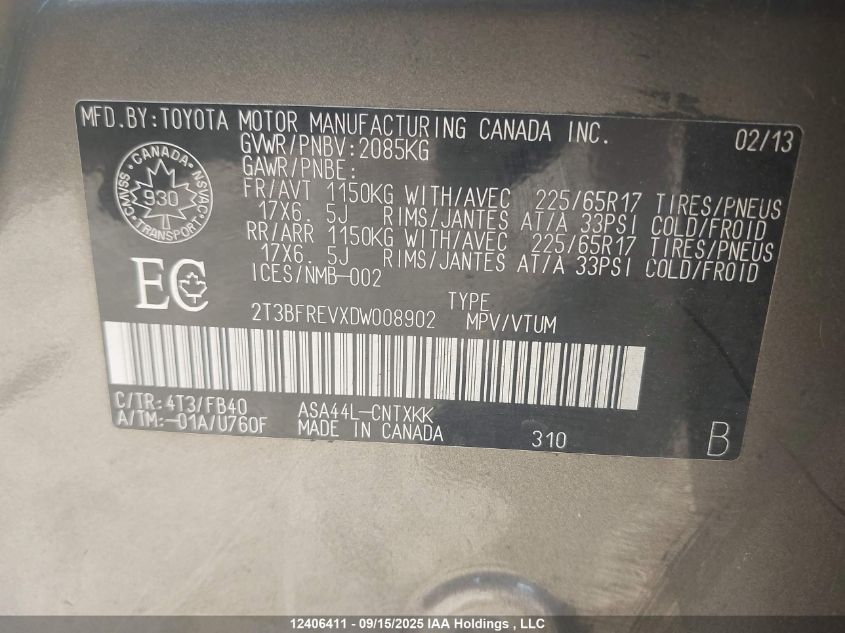 MFD.BY:TOYOTA MOTOR MANUFACTURING CANADA INC. 02/13
GVWR/PNBV:2085KG
GAWR/PNBE:
FR/AVT 1150KG WITH/AVEC 225/65R17 TIRES/PNEUS
17X6.5J RIMS/JANTES AT/A 33PSI COLD/FROID
RR/ARR 1150KG WITH/AVEC 225/65R17 TIRES/PNEUS
17X6.5J RIMS/JANTES AT/A 33PSI COLD/FROID
ICES/NMB-002
CANADA
CMVSS 930 NSVAC
TRANSPORT
EC
2T3BFREVXDW008902 TYPE MPV/VTUM
C/TR:4T3/FB40 ASA44L-CNTXKK
A/TM:-01A/U760F MADE IN CANADA 310 B
12406411 - 09/15/2025 IAA Holdings , LLC